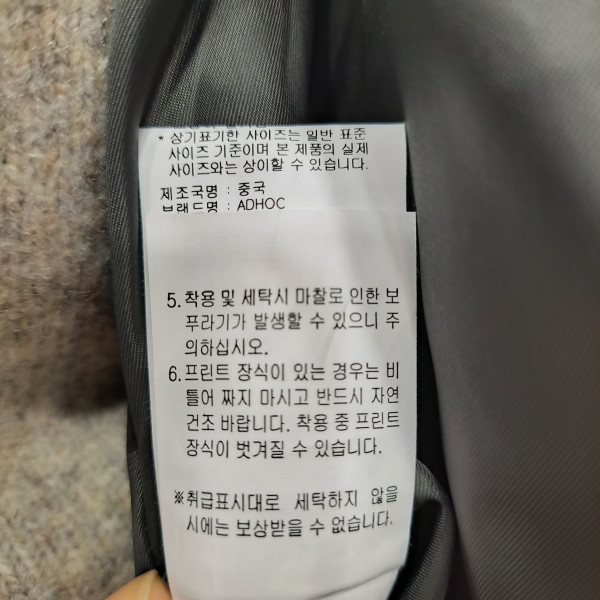 * 상기표기한 사이즈는 일반 표준
사이즈 기준이며 본 제품의 실제
사이즈와는 상이할 수 있습니다.
제조국명 : 중국
브랜드명 : ADHOC
5. 착용 및 세탁시 마찰로 인한 보
푸라기가 발생할 수 있으니 주
의하십시오.
6. 프린트 장식이 있는 경우는 비
틀어 짜지 마시고 반드시 자연
건조 바랍니다. 착용 중 프린트
장식이 벗겨질 수 있습니다.
※취급표시대로 세탁하지 않을
시에는 보상받을 수 없습니다.